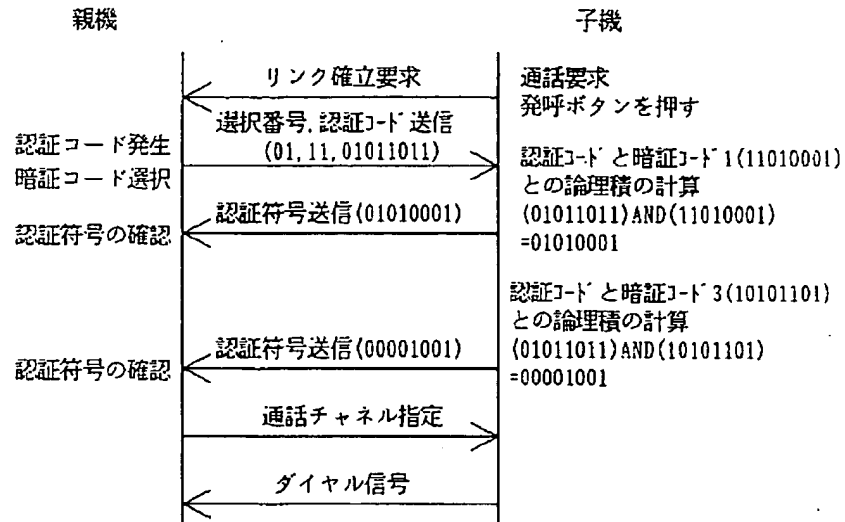 親機
子機
リンク確立要求
通話要求
発呼ボタンを押す
選択番号,認証ｺｰﾄﾞ送信
(01,11,01011011)
認証コード発生
暗証コード選択
認証ｺｰﾄﾞと暗証ｺｰﾄﾞ1(11010001)
との論理積の計算
(01011011)AND(11010001)
=01010001
認証符号送信(01010001)
認証符号の確認
認証ｺｰﾄﾞと暗証ｺｰﾄﾞ3(10101101)
との論理積の計算
(01011011)AND(10101101)
=00001001
認証符号送信(00001001)
認証符号の確認
通話チャネル指定
ダイヤル信号